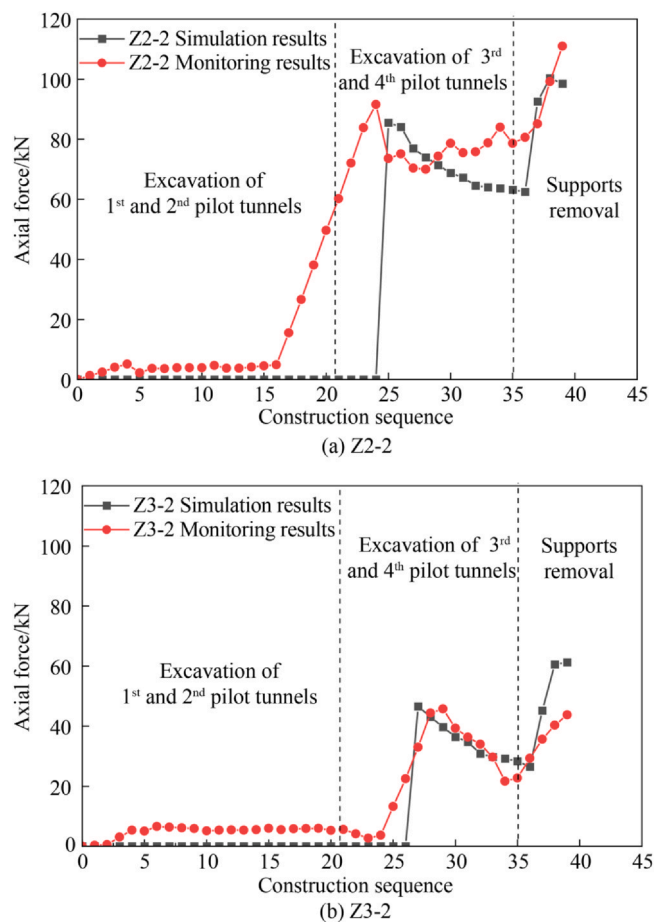 120
Z2-2 Simulation results
Z2-2 Monitoring results
Excavation of 3rd
and 4th pilot tunnels
100
80
60
40
20
0
Axial force/kN
Excavation of
1st and 2nd pilot tunnels
Supports
removal
0 5 10 15 20 25 30 35 40 45
Construction sequence
(a) Z2-2
120
Z3-2 Simulation results
Z3-2 Monitoring results
Excavation of 3rd
and 4th pilot tunnels
Supports
removal
100
80
60
40
20
0
Axial force/kN
Excavation of
1st and 2nd pilot tunnels
0 5 10 15 20 25 30 35 40 45
Construction sequence
(b) Z3-2